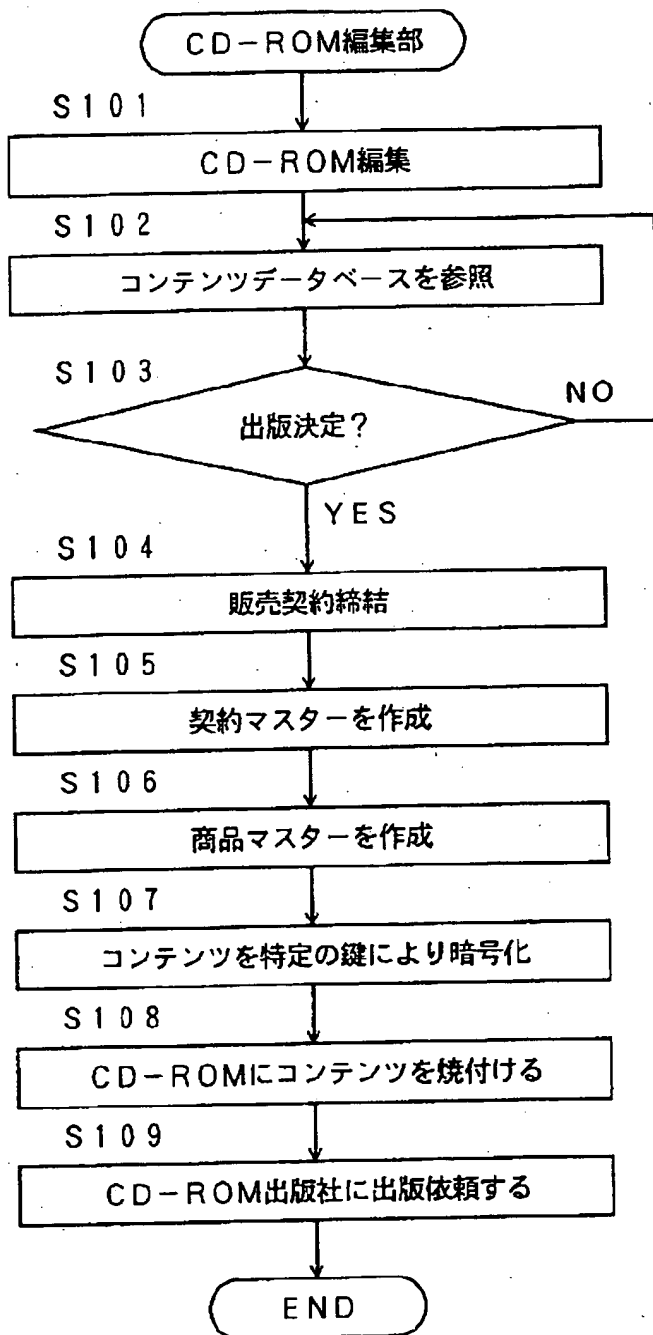 CD-ROM編集部
S101
CD-ROM編集
S102
コンテンツデータベースを参照
S103
出版決定?
NO
YES
S104
販売契約締結
S105
契約マスターを作成
S106
商品マスターを作成
S107
コンテンツを特定の鍵により暗号化
S108
CD-ROMにコンテンツを焼付ける
S109
CD-ROM出版社に出版依頼する
END